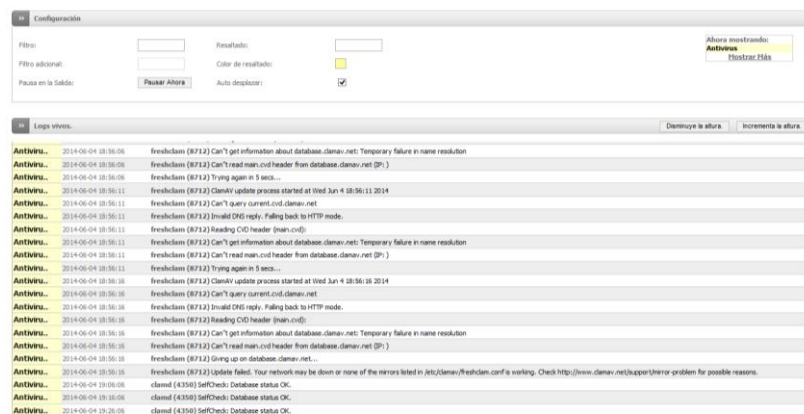 Configuración
Filtro:
Resaltado:
Ahora mostrando:
Antivirus
Mostrar Más
Filtro adicional:
Color de resaltado:
Pausa en la Salida:
Pausar Ahora
Auto desplazar:
Logs vivos.
Disminuye la altura.
Incrementa la altura.
Antiviru.. 2014-06-04 18:56:06 freshclam (8712) Can"t get information about database.clamav.net: Temporary failure in name resolution
Antiviru.. 2014-06-04 18:56:06 freshclam (8712) Can"t read main.cvd header from database.clamav.net (IP: )
Antiviru.. 2014-06-04 18:56:06 freshclam (8712) Trying again in 5 secs...
Antiviru.. 2014-06-04 18:56:11 freshclam (8712) ClamAV update process started at Wed Jun 4 18:56:11 2014
Antiviru.. 2014-06-04 18:56:11 freshclam (8712) Can"t query current.cvd.clamav.net
Antiviru.. 2014-06-04 18:56:11 freshclam (8712) Invalid DNS reply. Falling back to HTTP mode.
Antiviru.. 2014-06-04 18:56:11 freshclam (8712) Reading CVD header (main.cvd):
Antiviru.. 2014-06-04 18:56:11 freshclam (8712) Can"t get information about database.clamav.net: Temporary failure in name resolution
Antiviru.. 2014-06-04 18:56:11 freshclam (8712) Can"t read main.cvd header from database.clamav.net (IP: )
Antiviru.. 2014-06-04 18:56:11 freshclam (8712) Trying again in 5 secs...
Antiviru.. 2014-06-04 18:56:16 freshclam (8712) ClamAV update process started at Wed Jun 4 18:56:16 2014
Antiviru.. 2014-06-04 18:56:16 freshclam (8712) Can"t query current.cvd.clamav.net
Antiviru.. 2014-06-04 18:56:16 freshclam (8712) Invalid DNS reply. Falling back to HTTP mode.
Antiviru.. 2014-06-04 18:56:16 freshclam (8712) Reading CVD header (main.cvd):
Antiviru.. 2014-06-04 18:56:16 freshclam (8712) Can"t get information about database.clamav.net: Temporary failure in name resolution
Antiviru.. 2014-06-04 18:56:16 freshclam (8712) Can"t read main.cvd header from database.clamav.net (IP: )
Antiviru.. 2014-06-04 18:56:16 freshclam (8712) Giving up on database.clamav.net...
Antiviru.. 2014-06-04 18:56:16 freshclam (8712) Update failed. Your network may be down or none of the mirrors listed in /etc/clamav/freshclam.conf is working. Check http://www.clamav.net/support/mirror-problem for possible reasons.
Antiviru.. 2014-06-04 19:06:06 clamd (4350) SelfCheck: Database status OK.
Antiviru.. 2014-06-04 19:16:06 clamd (4350) SelfCheck: Database status OK.
Antiviru.. 2014-06-04 19:26:06 clamd (4350) SelfCheck: Database status OK.